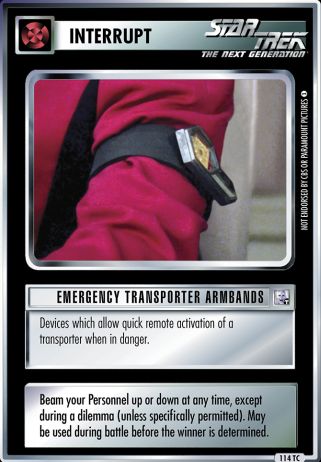 INTERRUPT
STAR TREK
THE NEXT GENERATION
NOT ENDORSED BY CBS OR PARAMOUNT PICTURES
EMERGENCY TRANSPORTER ARMBANDS
Devices which allow quick remote activation of a
transporter when in danger.
Beam your Personnel up or down at any time, except
during a dilemma (unless specifically permitted). May
be used during battle before the winner is determined.
114 TC